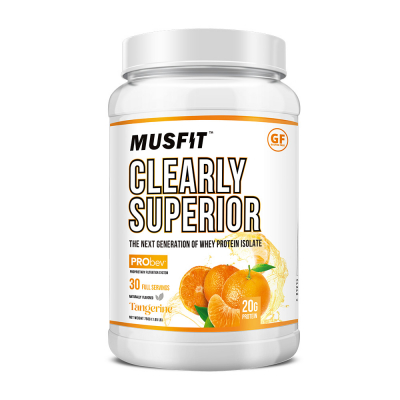 MUSFIT™
GF
CLEARLY
SUPERIOR
THE NEXT GENERATION OF WHEY PROTEIN ISOLATE
PRObev
30 FULL SERVINGS
NATURALLY FLAVORED
Tangerine
20G
PROTEIN